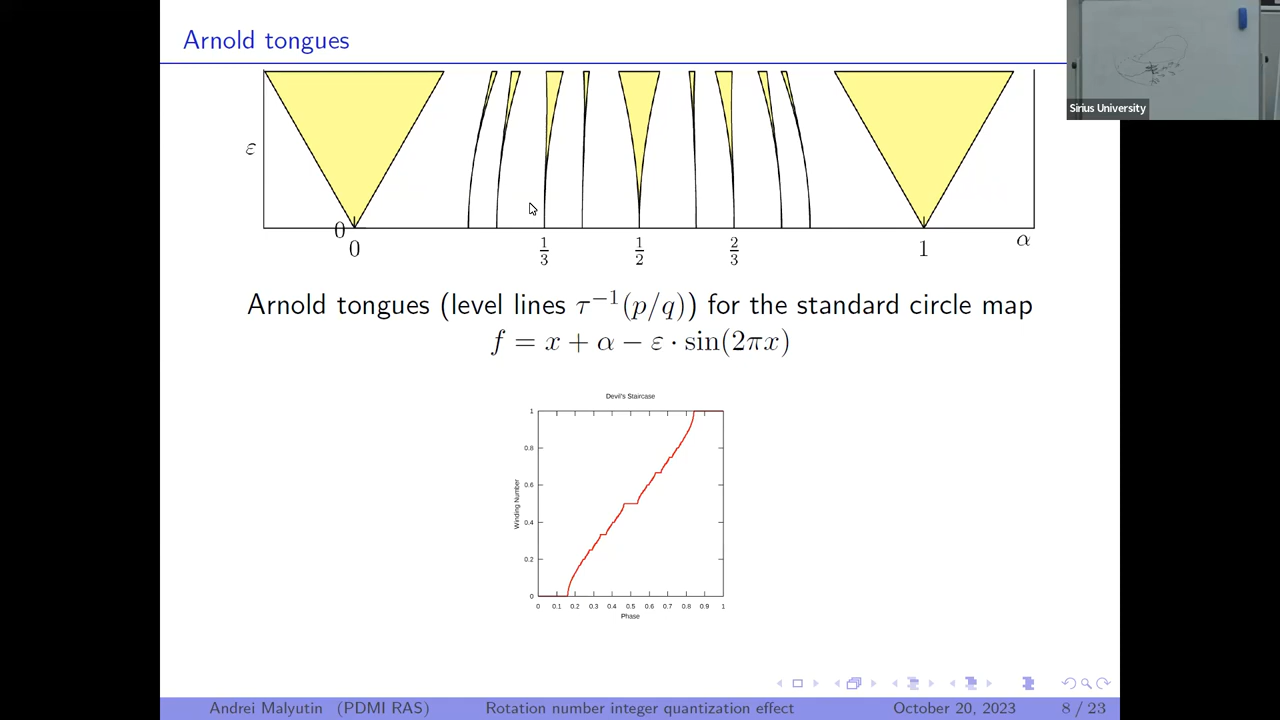 Arnold tongues
Sirius University
ε
0
0
1/3
1/2
2/3
1
α
Arnold tongues (level lines τ⁻¹(p/q)) for the standard circle map
f = x + α − ε · sin(2πx)
Devil's Staircase
1
0.8
0.6
0.4
0.2
0
Winding Number
0 0.1 0.2 0.3 0.4 0.5 0.6 0.7 0.8 0.9 1
Phase
Andrei Malyutin (PDMI RAS) Rotation number integer quantization effect October 20, 2023 8 / 23